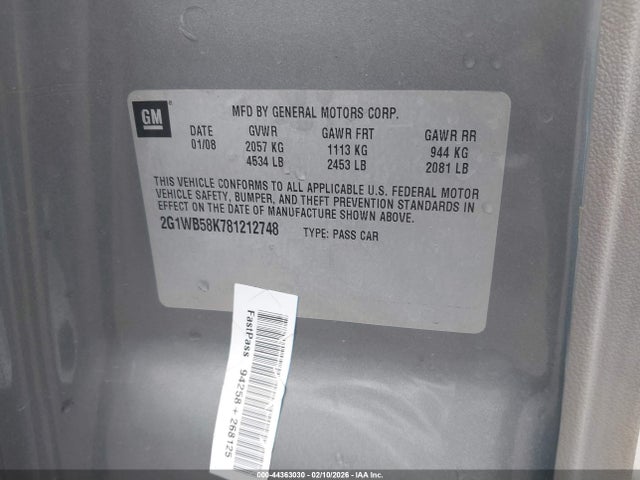 GM
MFD BY GENERAL MOTORS CORP.
DATE GVWR GAWR FRT GAWR RR
01/08 2057 KG 1113 KG 944 KG
4534 LB 2453 LB 2081 LB
THIS VEHICLE CONFORMS TO ALL APPLICABLE U.S. FEDERAL MOTOR
VEHICLE SAFETY, BUMPER, AND THEFT PREVENTION STANDARDS IN
EFFECT ON THE DATE OF MANUFACTURE SHOWN ABOVE.
2G1WB58K781212748 TYPE: PASS CAR
FastPass 94258 + 268125
000- 44363030 - 02/10/2026 - IAA Inc.